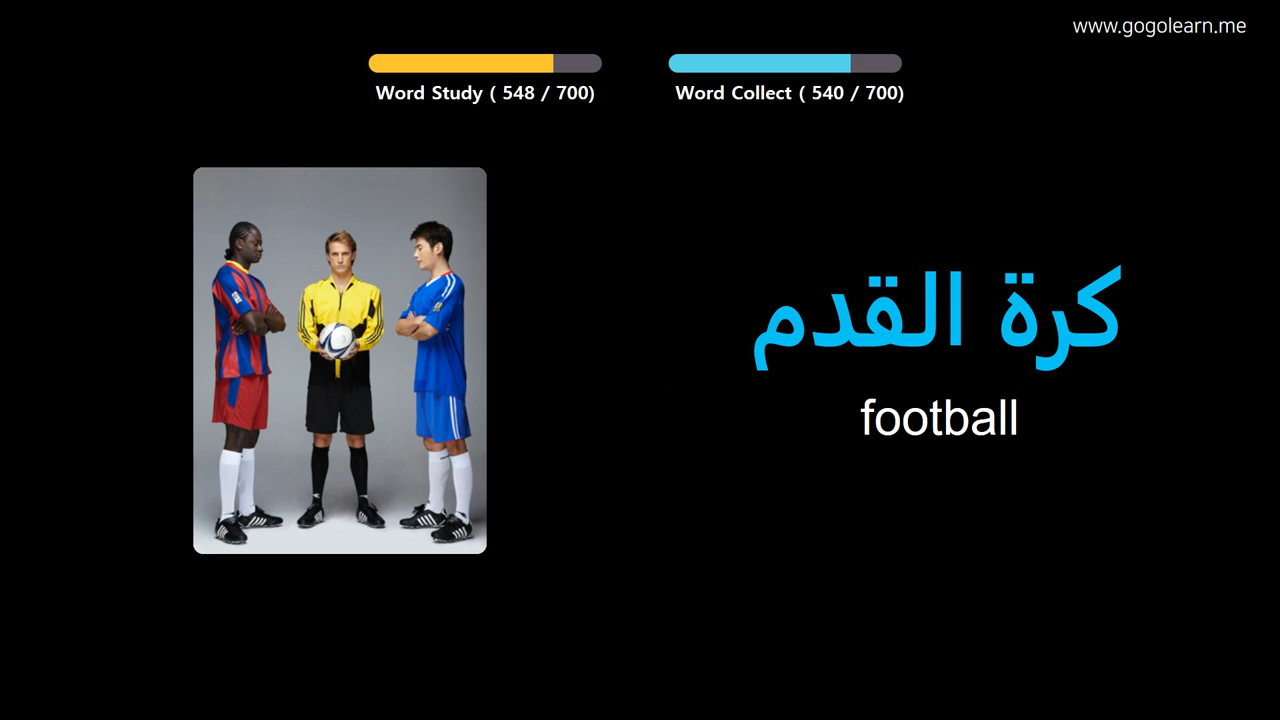 www.gogolearn.me
Word Study ( 548 / 700)
Word Collect ( 540 / 700)
كرة القدم
football